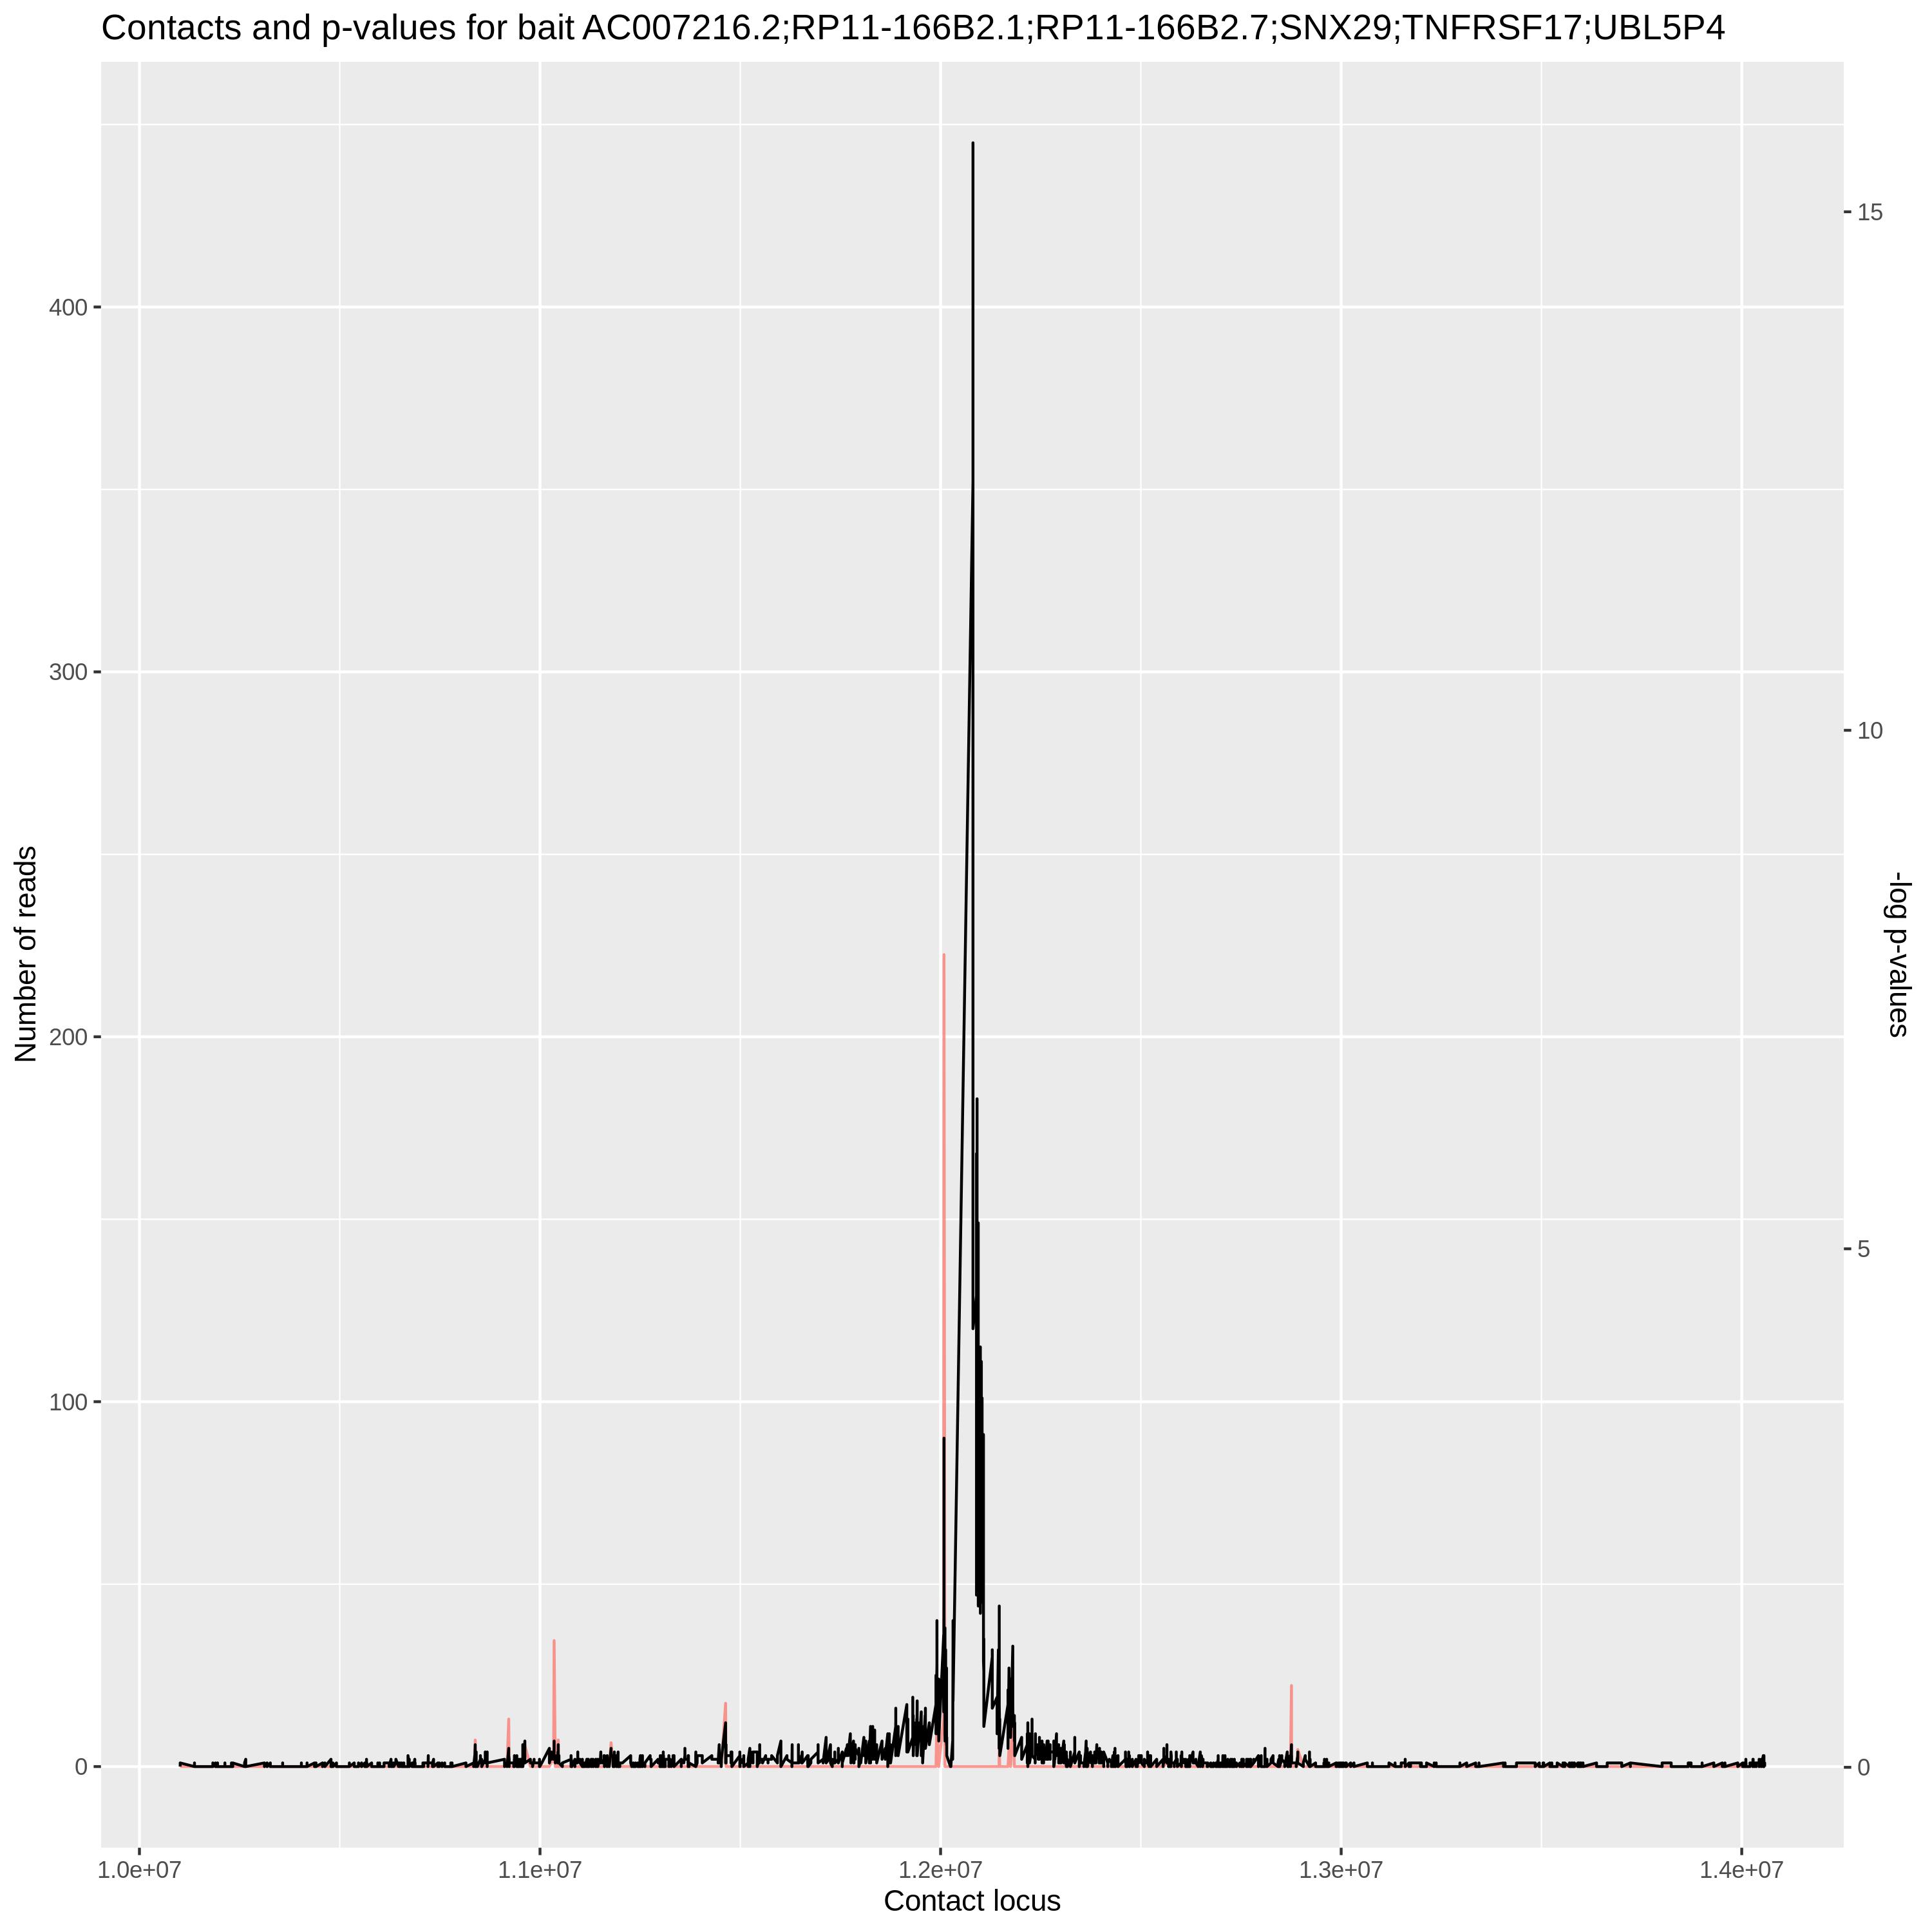 Contacts and p-values for bait AC007216.2;RP11-166B2.1;RP11-166B2.7;SNX29;TNFRSF17;UBL5P4
Number of reads
400
300
200
100
0
15
10
5
0
-log p-values
1.0e+07
1.1e+07
1.2e+07
1.3e+07
1.4e+07
Contact locus